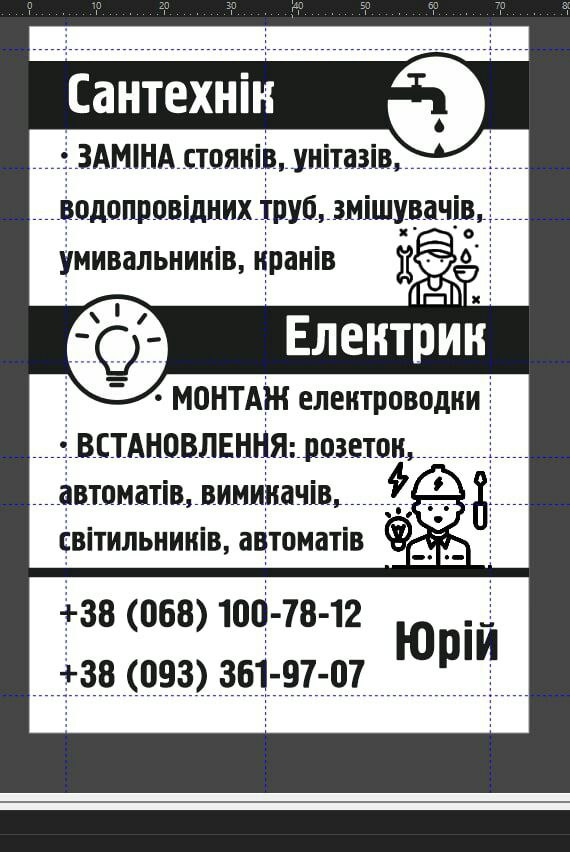 0 10 20 30 40 50 60 70 80
Сантехнік
· ЗАМІНА стояків, унітазів,
водопровідних труб, змішувачів,
умивальників, кранів
Електрик
· МОНТАЖ електроводки
· ВСТАНОВЛЕННЯ: розеток,
автоматів, вимикачів,
світильників, автоматів
+38 (068) 100-78-12
+38 (093) 361-97-07
Юрій